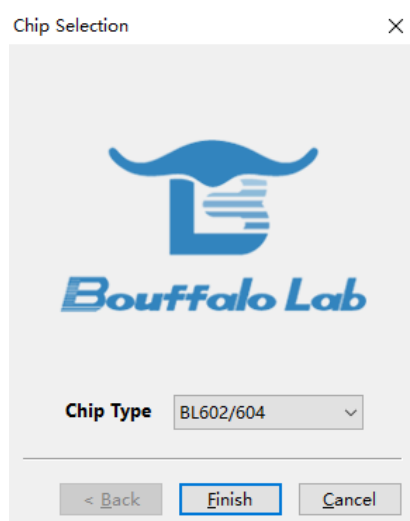 Chip Selection
Bouffalo Lab
Chip Type BL602/604
< Back Finish Cancel